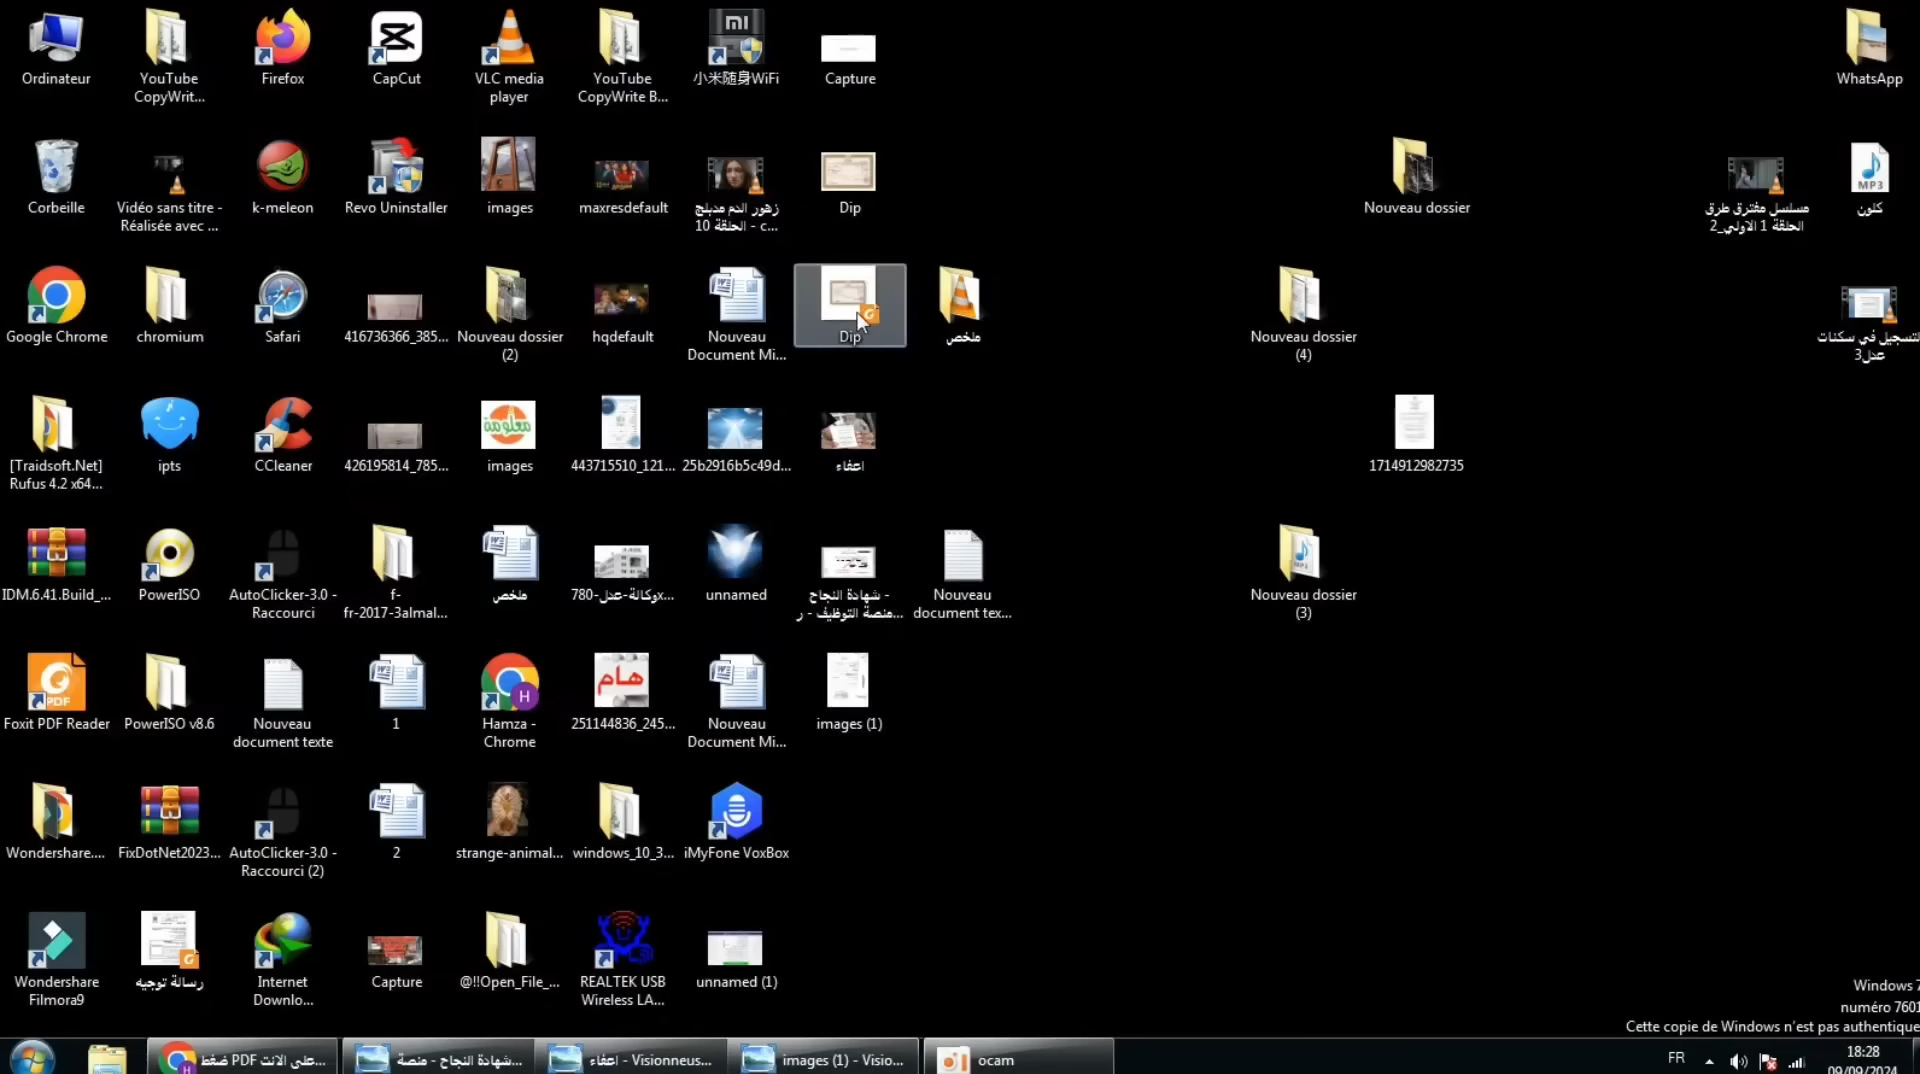 Ordinateur
YouTube
CopyWrit...
Firefox
CapCut
VLC media
player
YouTube
CopyWrite B...
小米随身WiFi
Capture
WhatsApp
Corbeille
Vidéo sans titre -
Réalisée avec ...
k-meleon
Revo Uninstaller
images
maxresdefault
زهور الدم مدبلج
الحلقة 10 - c...
Dip
Nouveau dossier
مسلسل مفترق طرق
الحلقة 1 الاولي_2
MP3
كلون
Google Chrome
chromium
Safari
416736366_385...
Nouveau dossier
(2)
hqdefault
Nouveau
Document Mi...
Dip
ملخص
Nouveau dossier
(4)
لتسجيل في سكنات
عدل3
[Traidsoft.Net]
Rufus 4.2 x64...
ipts
CCleaner
426195814_785...
معلومة
images
443715510_121...
25b2916b5c49d...
اعفاء
1714912982735
IDM.6.41.Build_...
PowerISO
AutoClicker-3.0 -
Raccourci
f-
fr-2017-3almal...
ملخص
وكالة-عدل-780x...
unnamed
شهادة النجاح -
منصة التوظيف - ر...
Nouveau
document tex...
Nouveau dossier
(3)
PDF
Foxit PDF Reader
PowerISO v8.6
Nouveau
document texte
1
H
Hamza -
Chrome
هام
251144836_245...
Nouveau
Document Mi...
images (1)
Wondershare....
FixDotNet2023...
AutoClicker-3.0 -
Raccourci (2)
2
strange-animal...
windows_10_3...
iMyFone VoxBox
Wondershare
Filmora9
رسالة توجيه
Internet
Downlo...
Capture
@!!Open_File_...
REALTEK USB
Wireless LA...
unnamed (1)
Windows 7
numéro 7601
Cette copie de Windows n'est pas authentique
ضغط PDF على الانت...
شهادة النجاح - منصة...
اعفاء - Visionneus...
images (1) - Visio...
ocam
FR
18:28
09/09/2024